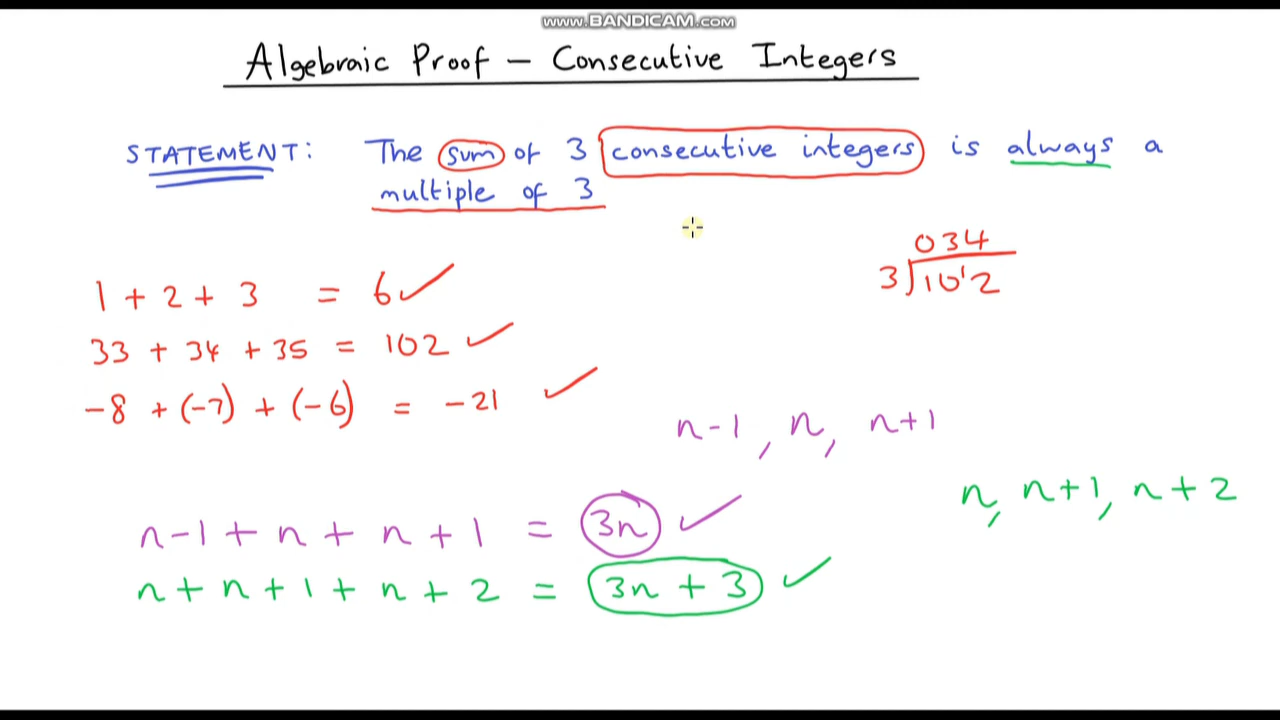 www.BANDICAM.com
Algebraic Proof – Consecutive Integers
STATEMENT: The sum of 3 consecutive integers is always a
multiple of 3
034
3)10¹2
1 + 2 + 3 = 6 ✓
33 + 34 + 35 = 102 ✓
-8 + (-7) + (-6) = -21 ✓
n-1, n, n+1
n, n+1, n+2
n-1 + n + n + 1 = 3n ✓
n + n + 1 + n + 2 = 3n + 3 ✓